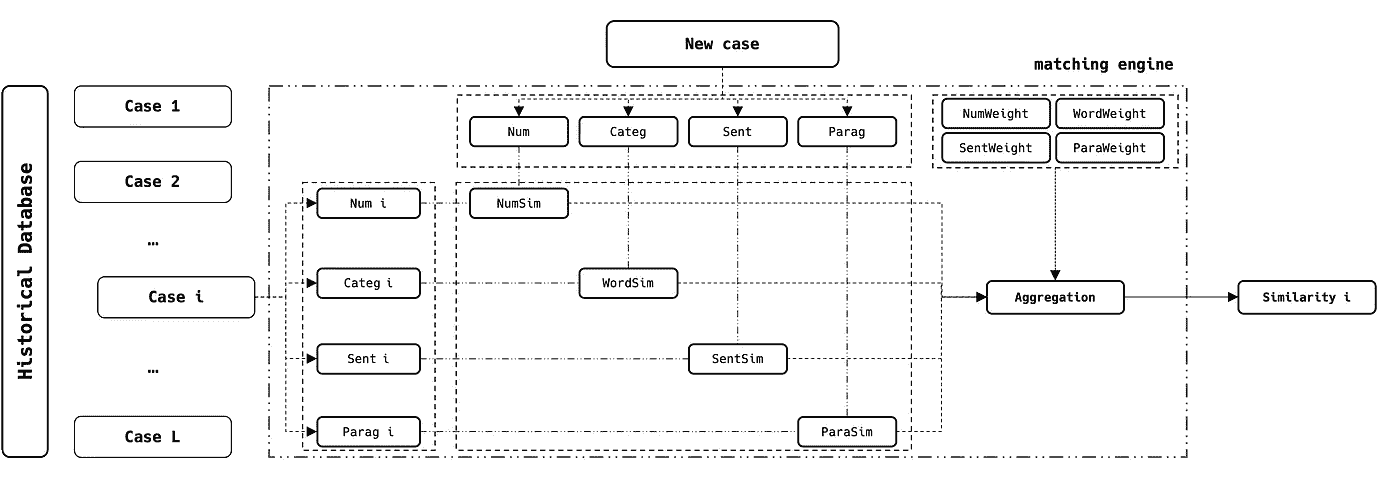 New case
matching engine
Historical Database
Case 1
Case 2
...
Case i
...
Case L
Num
Categ
Sent
Parag
NumWeight
WordWeight
SentWeight
ParaWeight
Num i
NumSim
Categ i
WordSim
Sent i
SentSim
Parag i
ParaSim
Aggregation
Similarity i